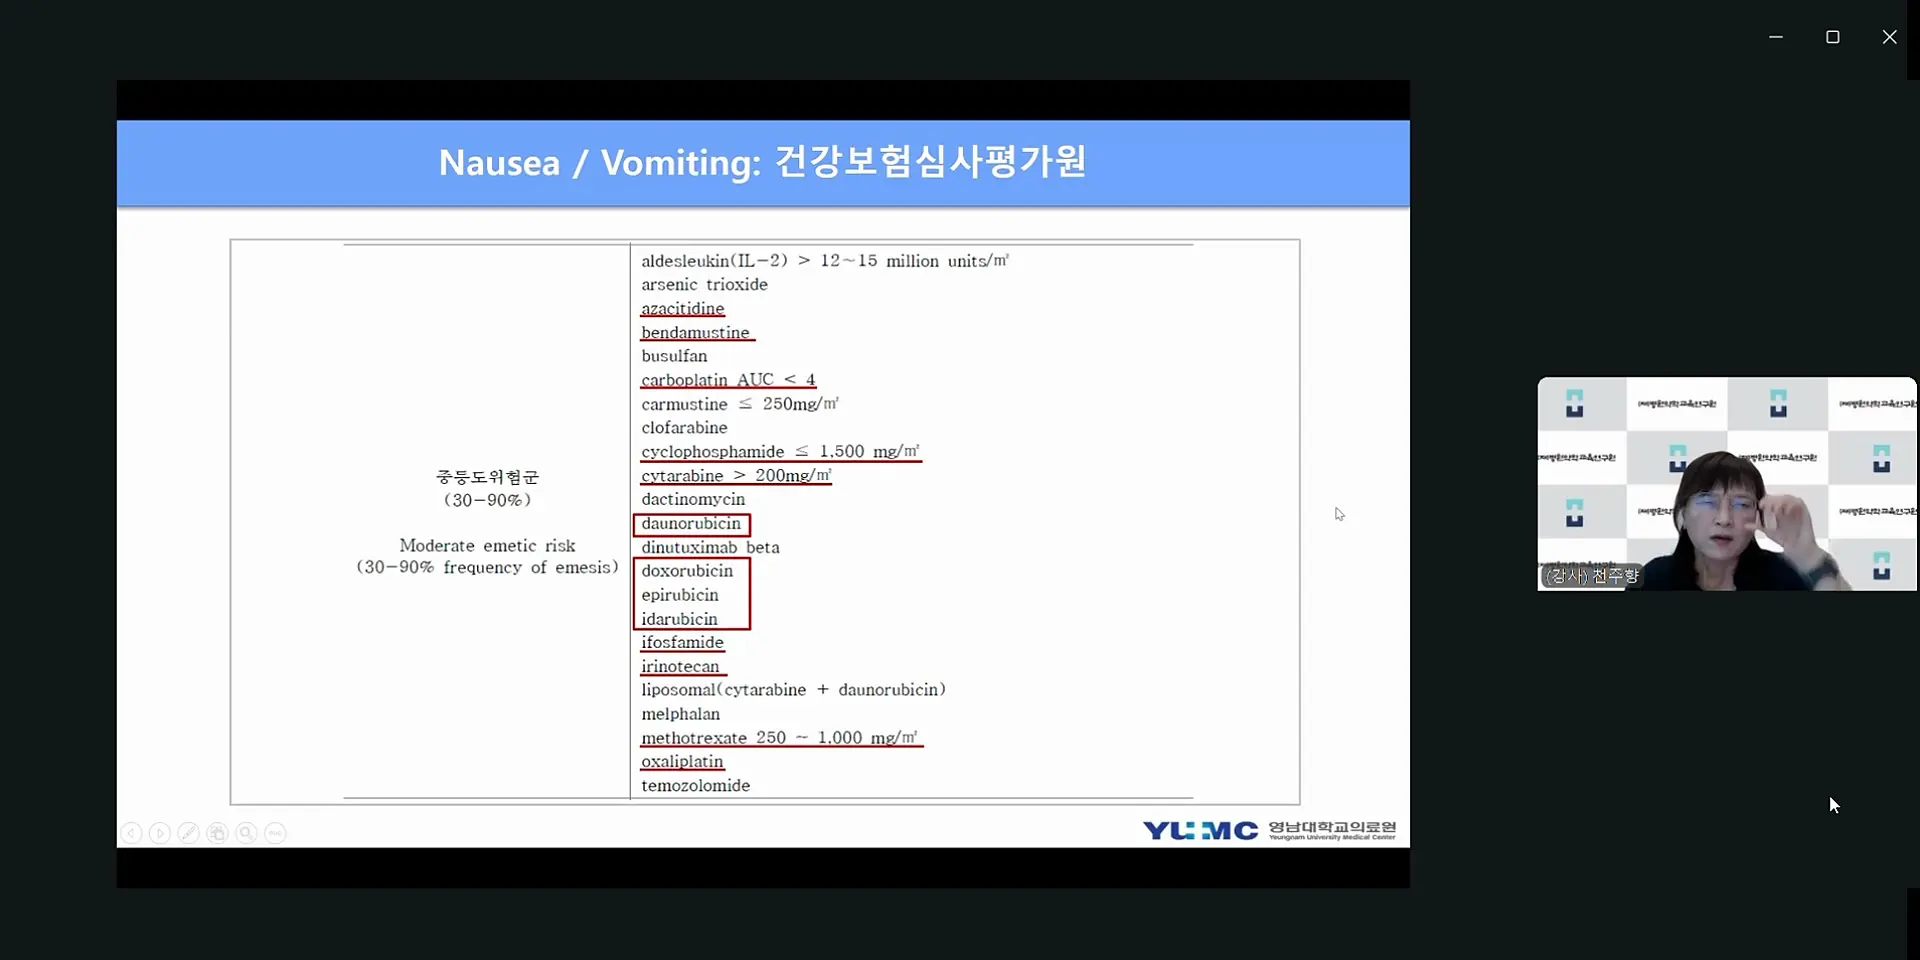 Nausea / Vomiting: 건강보험심사평가원
중등도위험군
(30-90%)
Moderate emetic risk
(30-90% frequency of emesis)
aldesleukin(IL-2) > 12~15 million units/㎡
arsenic trioxide
azacitidine
bendamustine
busulfan
carboplatin AUC < 4
carmustine ≤ 250mg/㎡
clofarabine
cyclophosphamide ≤ 1,500 mg/㎡
cytarabine > 200mg/㎡
dactinomycin
daunorubicin
dinutuximab beta
doxorubicin
epirubicin
idarubicin
ifosfamide
irinotecan
liposomal(cytarabine + daunorubicin)
melphalan
methotrexate 250 ~ 1,000 mg/㎡
oxaliplatin
temozolomide
YUMC 영남대학교의료원
Yeungnam University Medical Center
(강사) 천주향